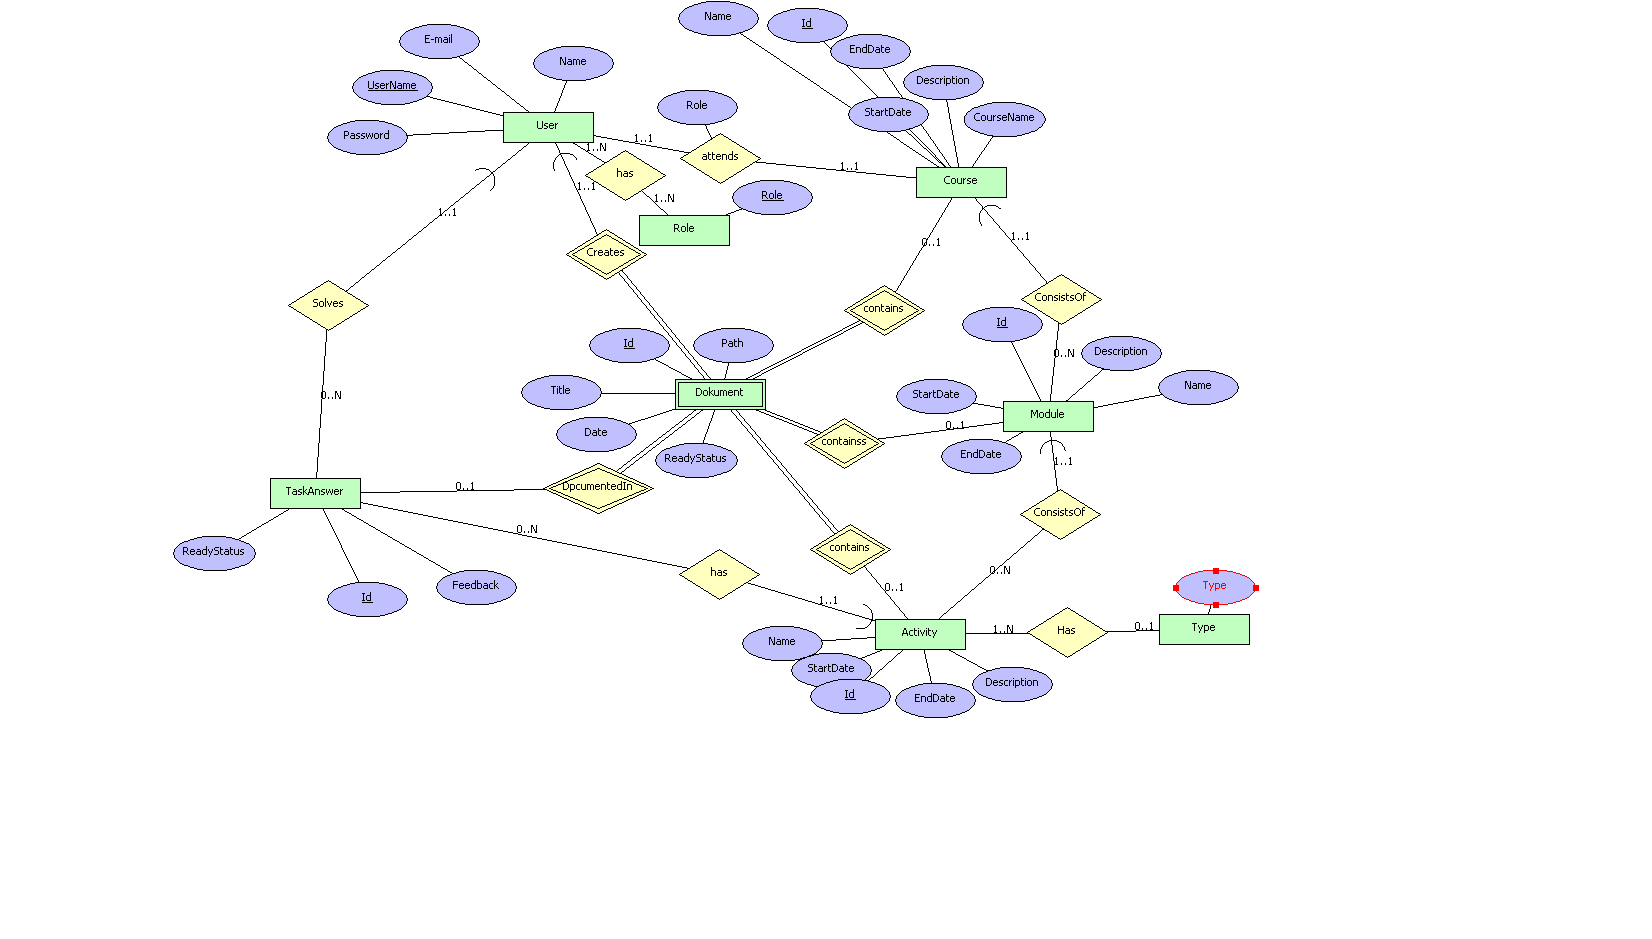 Name
Id
E-mail
EndDate
Name
Description
UserName
Role
StartDate
CourseName
User
Password
1..1
1..N
attends
1..1
has
Course
1..1
1..N
Role
1..1
Role
1..1
0..1
Creates
ConsistsOf
Solves
contains
Id
Id
Path
Description
0..N
Title
Dokument
StartDate
Name
0..N
Module
0..1
Date
containss
EndDate
ReadyStatus
1..1
0..1
DpcumentedIn
TaskAnswer
ConsistsOf
0..N
contains
ReadyStatus
has
0..N
Feedback
0..1
Type
Id
1..1
Activity
1..N
Has
0..1
Type
Name
StartDate
Description
Id
EndDate